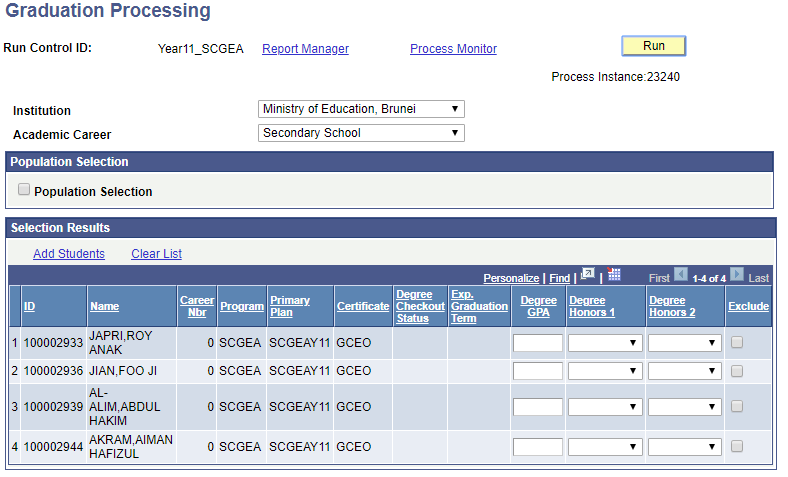 Graduation Processing
Run Control ID: Year11_SCGEA Report Manager Process Monitor Run
Process Instance:23240
Institution Ministry of Education, Brunei
Academic Career Secondary School
Population Selection
Population Selection
Selection Results
Add Students Clear List
Personalize | Find | | First 1-4 of 4 Last
ID Name Career Nbr Program Primary Plan Certificate Degree Checkout Status Exp. Graduation Term Degree GPA Degree Honors 1 Degree Honors 2 Exclude
1 100002933 JAPRI,ROY ANAK 0 SCGEA SCGEAY11 GCEO
2 100002936 JIAN,FOO JI 0 SCGEA SCGEAY11 GCEO
3 100002939 AL-ALIM,ABDUL HAKIM 0 SCGEA SCGEAY11 GCEO
4 100002944 AKRAM,AIMAN HAFIZUL 0 SCGEA SCGEAY11 GCEO